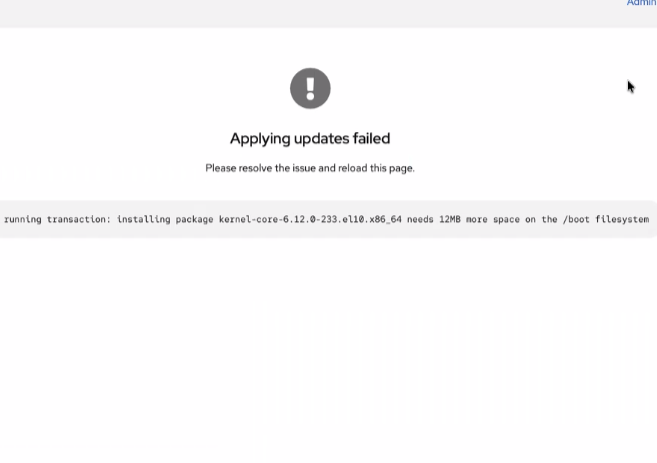 Admin
Applying updates failed
Please resolve the issue and reload this page.
running transaction: installing package kernel-core-6.12.0-233.el10.x86_64 needs 12MB more space on the /boot filesystem